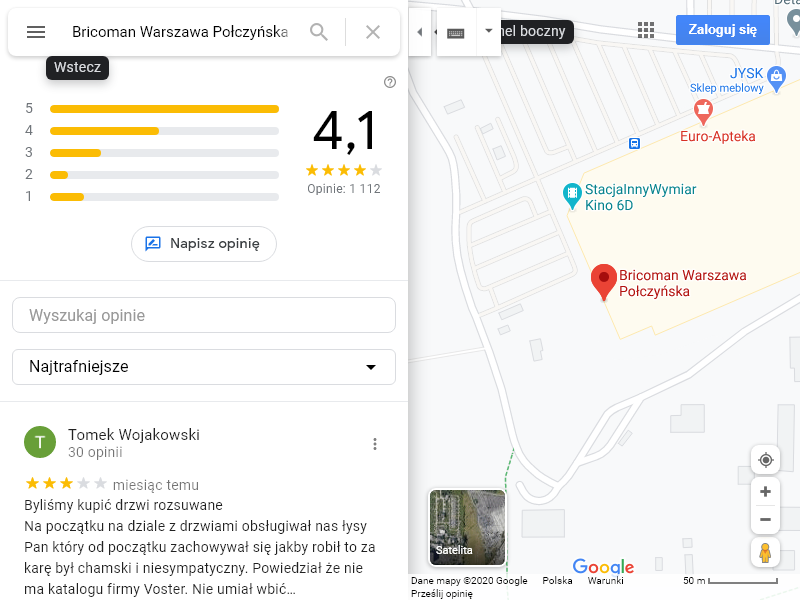 Bricoman Warszawa Połczyńska
Wstecz
5
4
3
2
1
4,1
Opinie: 1 112
Napisz opinię
Wyszukaj opinie
Najtrafniejsze
T
Tomek Wojakowski
30 opinii
miesiąc temu
Byliśmy kupić drzwi rozsuwane
Na początku na dziale z drzwiami obsługiwał nas łysy
Pan który od początku zachowywał się jakby robił to za
karę był chamski i niesympatyczny. Powiedział że nie
ma katalogu firmy Voster. Nie umiał wbić…
boczny
Zaloguj się
JYSK
Sklep meblowy
Euro-Apteka
StacjaInnyWymiar
Kino 6D
Bricoman Warszawa
Połczyńska
Satelita
Google
Dane mapy ©2020 Google Polska Warunki 50 m
Prześlij opinię